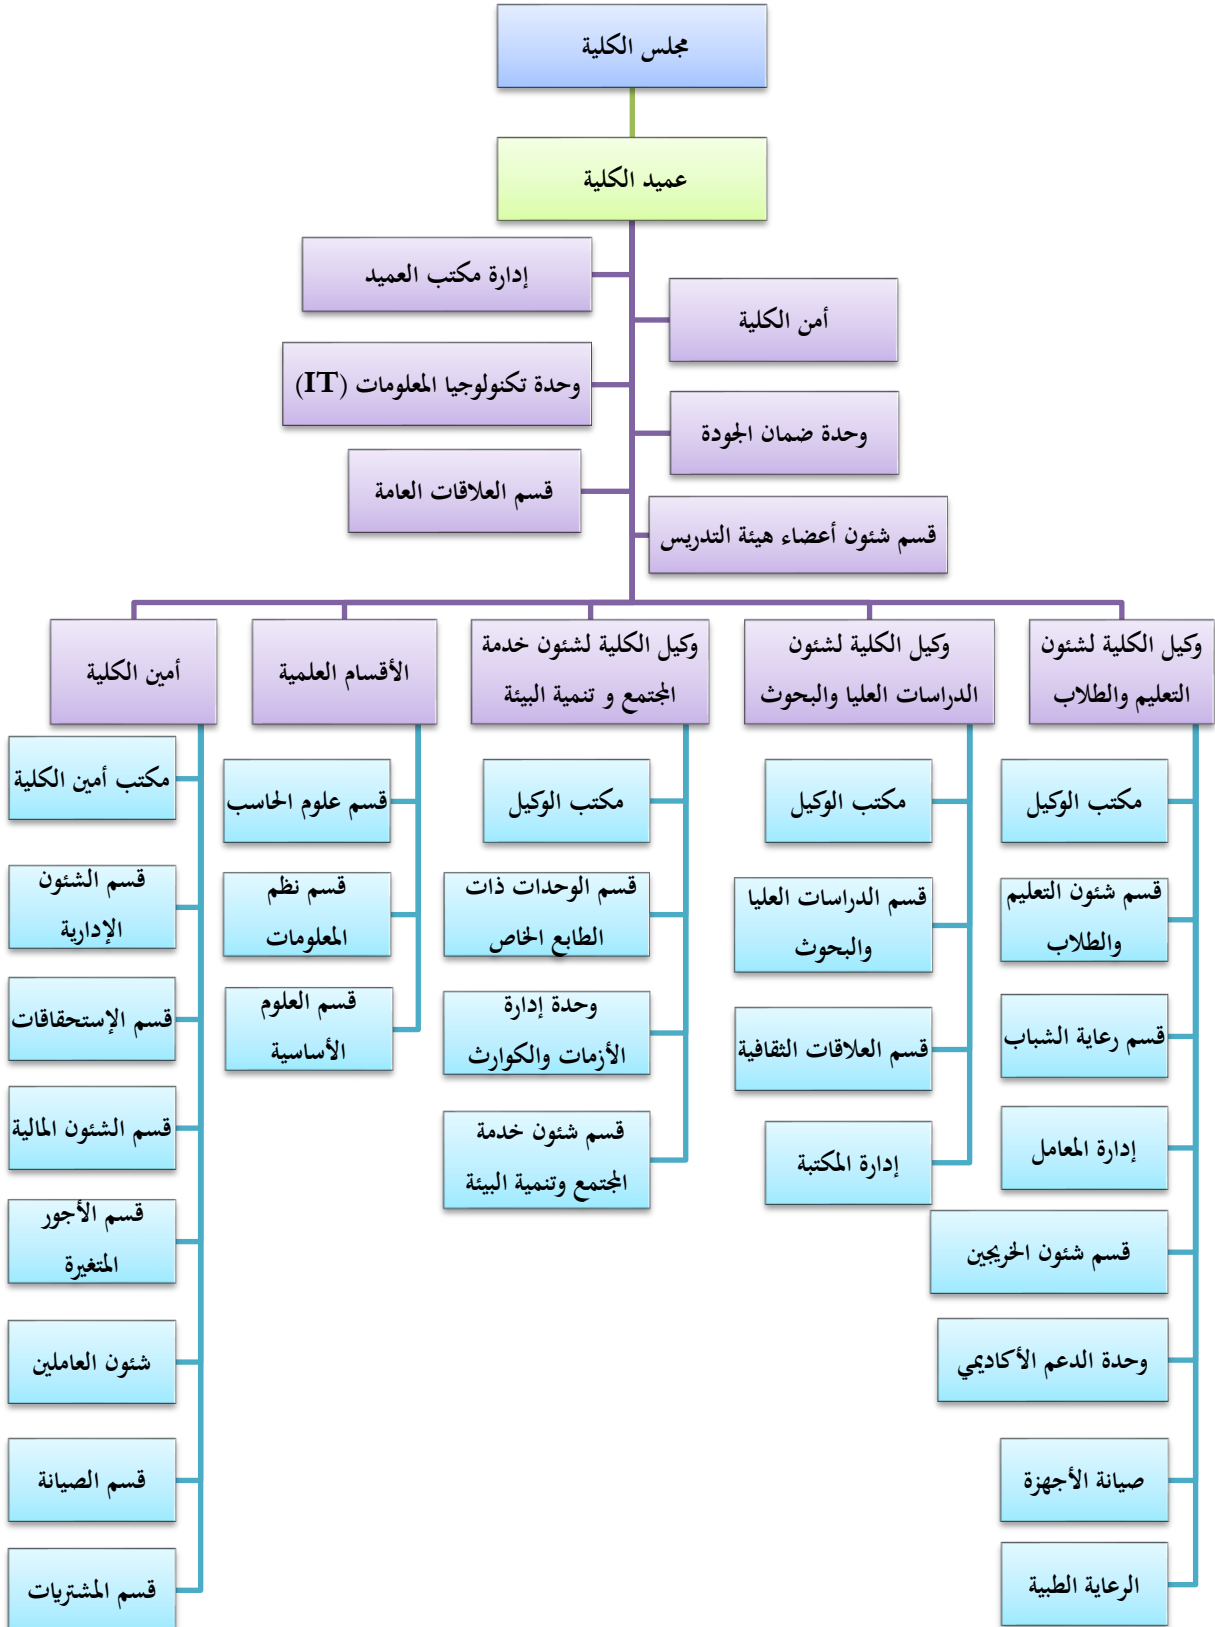 مجلس الكلية
عميد الكلية
إدارة مكتب العميد
أمن الكلية
وحدة تكنولوجيا المعلومات (IT)
وحدة ضمان الجودة
قسم العلاقات العامة
قسم شئون أعضاء هيئة التدريس
وكيل الكلية لشئون
التعليم والطلاب
مكتب الوكيل
قسم شئون التعليم
والطلاب
قسم رعاية الشباب
إدارة المعامل
قسم شئون الخريجين
وحدة الدعم الأكاديمي
صيانة الأجهزة
الرعاية الطبية
وكيل الكلية لشئون
الدراسات العليا والبحوث
مكتب الوكيل
قسم الدراسات العليا
والبحوث
قسم العلاقات الثقافية
إدارة المكتبة
وكيل الكلية لشئون خدمة
المجتمع و تنمية البيئة
مكتب الوكيل
قسم الوحدات ذات
الطابع الخاص
وحدة إدارة
الأزمات والكوارث
قسم شئون خدمة
المجتمع وتنمية البيئة
الأقسام العلمية
قسم علوم الحاسب
قسم نظم
المعلومات
قسم العلوم
الأساسية
أمين الكلية
مكتب أمين الكلية
قسم الشئون
الإدارية
قسم الإستحقاقات
قسم الشئون المالية
قسم الأجور
المتغيرة
شئون العاملين
قسم الصيانة
قسم المشتريات